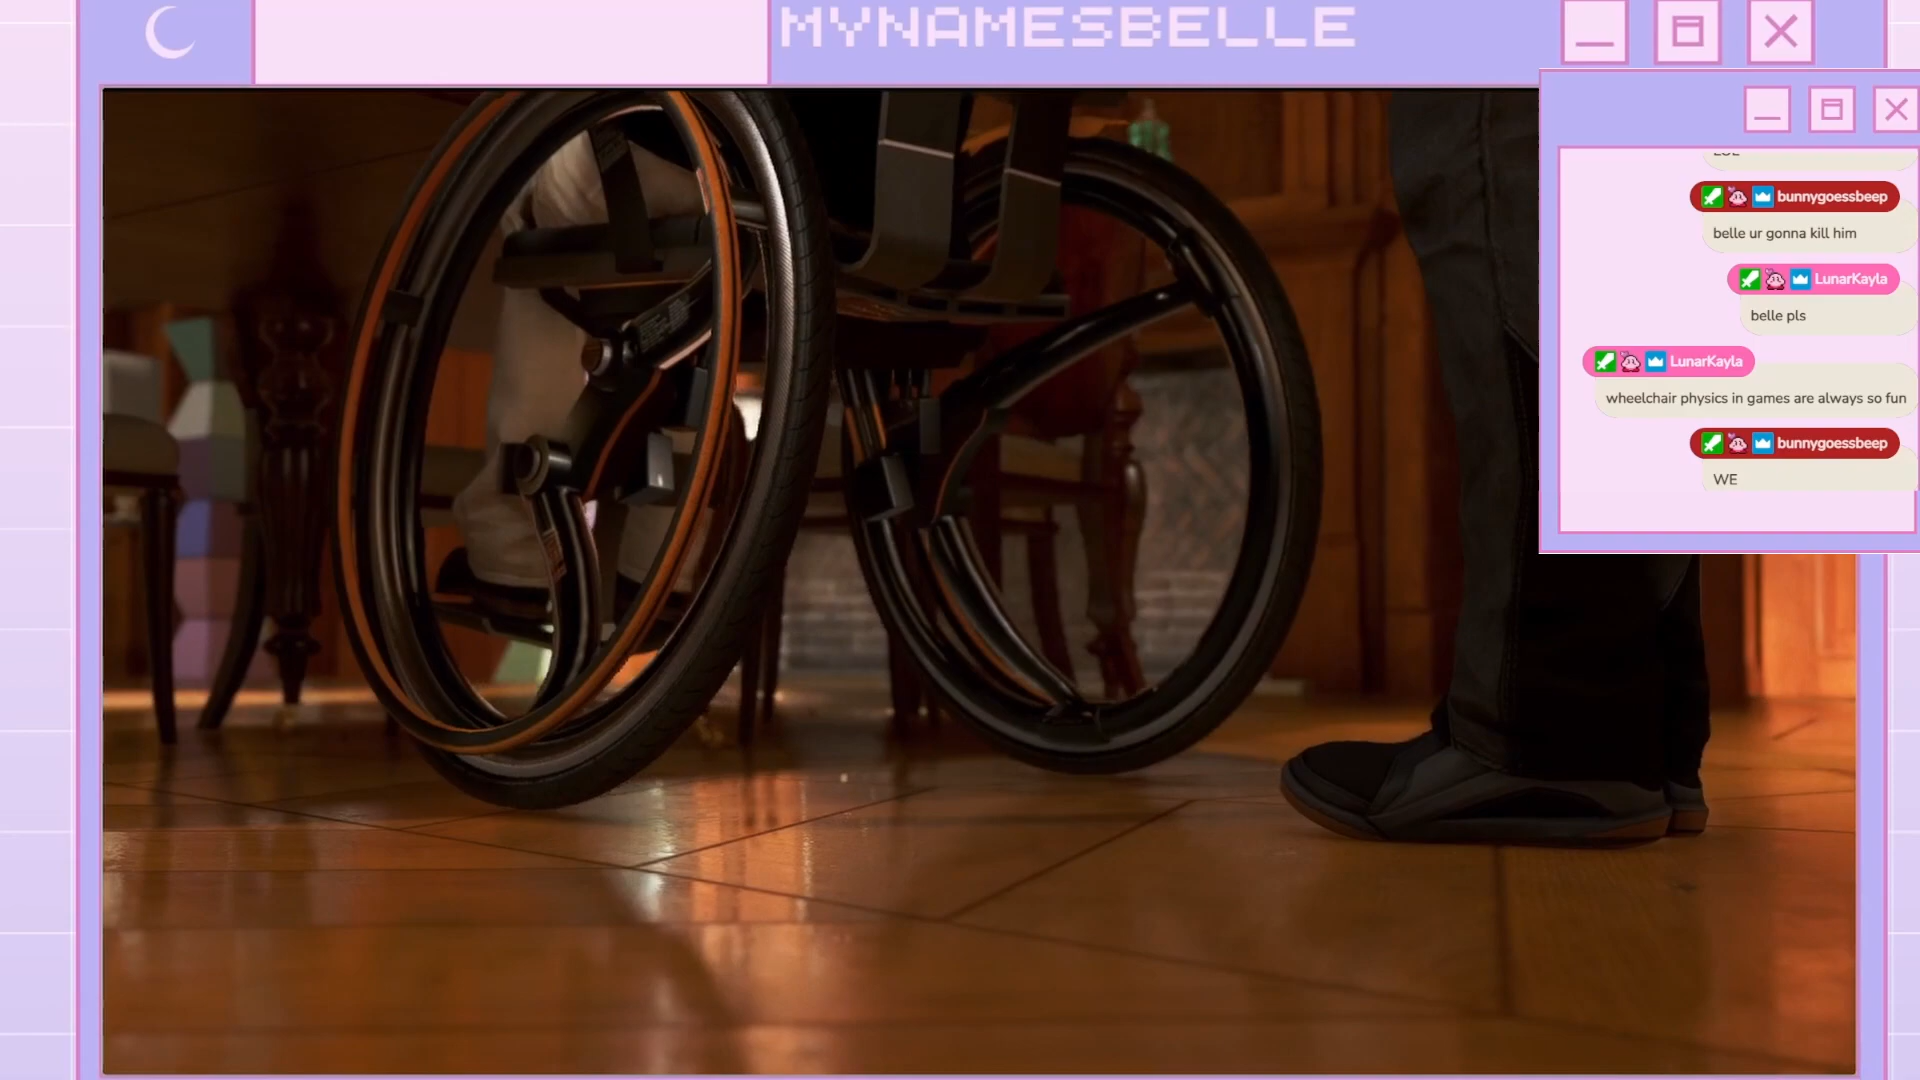 MYNAMESBELLE
bunnygoessbeep
belle ur gonna kill him
LunarKayla
belle pls
LunarKayla
wheelchair physics in games are always so fun
bunnygoessbeep
WE